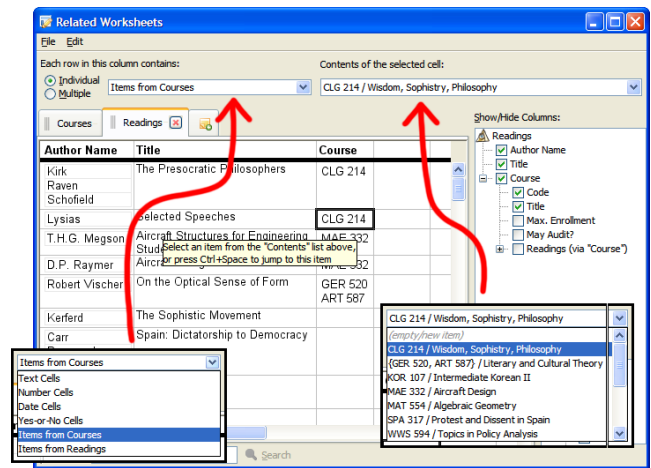 Related Worksheets
File Edit
Each row in this column contains:
Contents of the selected cell:
Individual
Multiple
Items from Courses
CLG 214 / Wisdom, Sophistry, Philosophy
Courses
Readings
Show/Hide Columns:
Readings
Author Name
Title
Course
Code
Title
Max. Enrollment
May Audit?
Readings (via "Course")
Author Name Title Course
Kirk The Presocratic Philosophers CLG 214
Raven
Schofield
Lysias Selected Speeches CLG 214
T.H.G. Megson Aircraft Structures for Engineering MAE 332
Select an item from the "Contents" list above,
or press Ctrl+Space to jump to this item
D.P. Raymer
Robert Vischer On the Optical Sense of Form GER 520
ART 587
Kerferd The Sophistic Movement
Carr Spain: Dictatorship to Democracy
Items from Courses
Text Cells
Number Cells
Date Cells
Yes-or-No Cells
Items from Courses
Items from Readings
CLG 214 / Wisdom, Sophistry, Philosophy
(empty/new item)
CLG 214 / Wisdom, Sophistry, Philosophy
{GER 520, ART 587} / Literary and Cultural Theory
KOR 107 / Intermediate Korean II
MAE 332 / Aircraft Design
MAT 554 / Algebraic Geometry
SPA 317 / Protest and Dissent in Spain
WWS 594 / Topics in Policy Analysis
Search